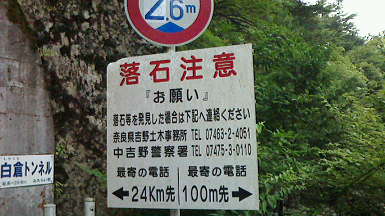 2.6m
落石注意
『お願い』
落石等を発見した場合は下記へ連絡ください
奈良県吉野土木事務所 TEL 07463-2-4051
中吉野警察署 TEL 07475-3-0110
最寄の電話 最寄の電話
24Km先 100m先
しらくら
白倉トンネル